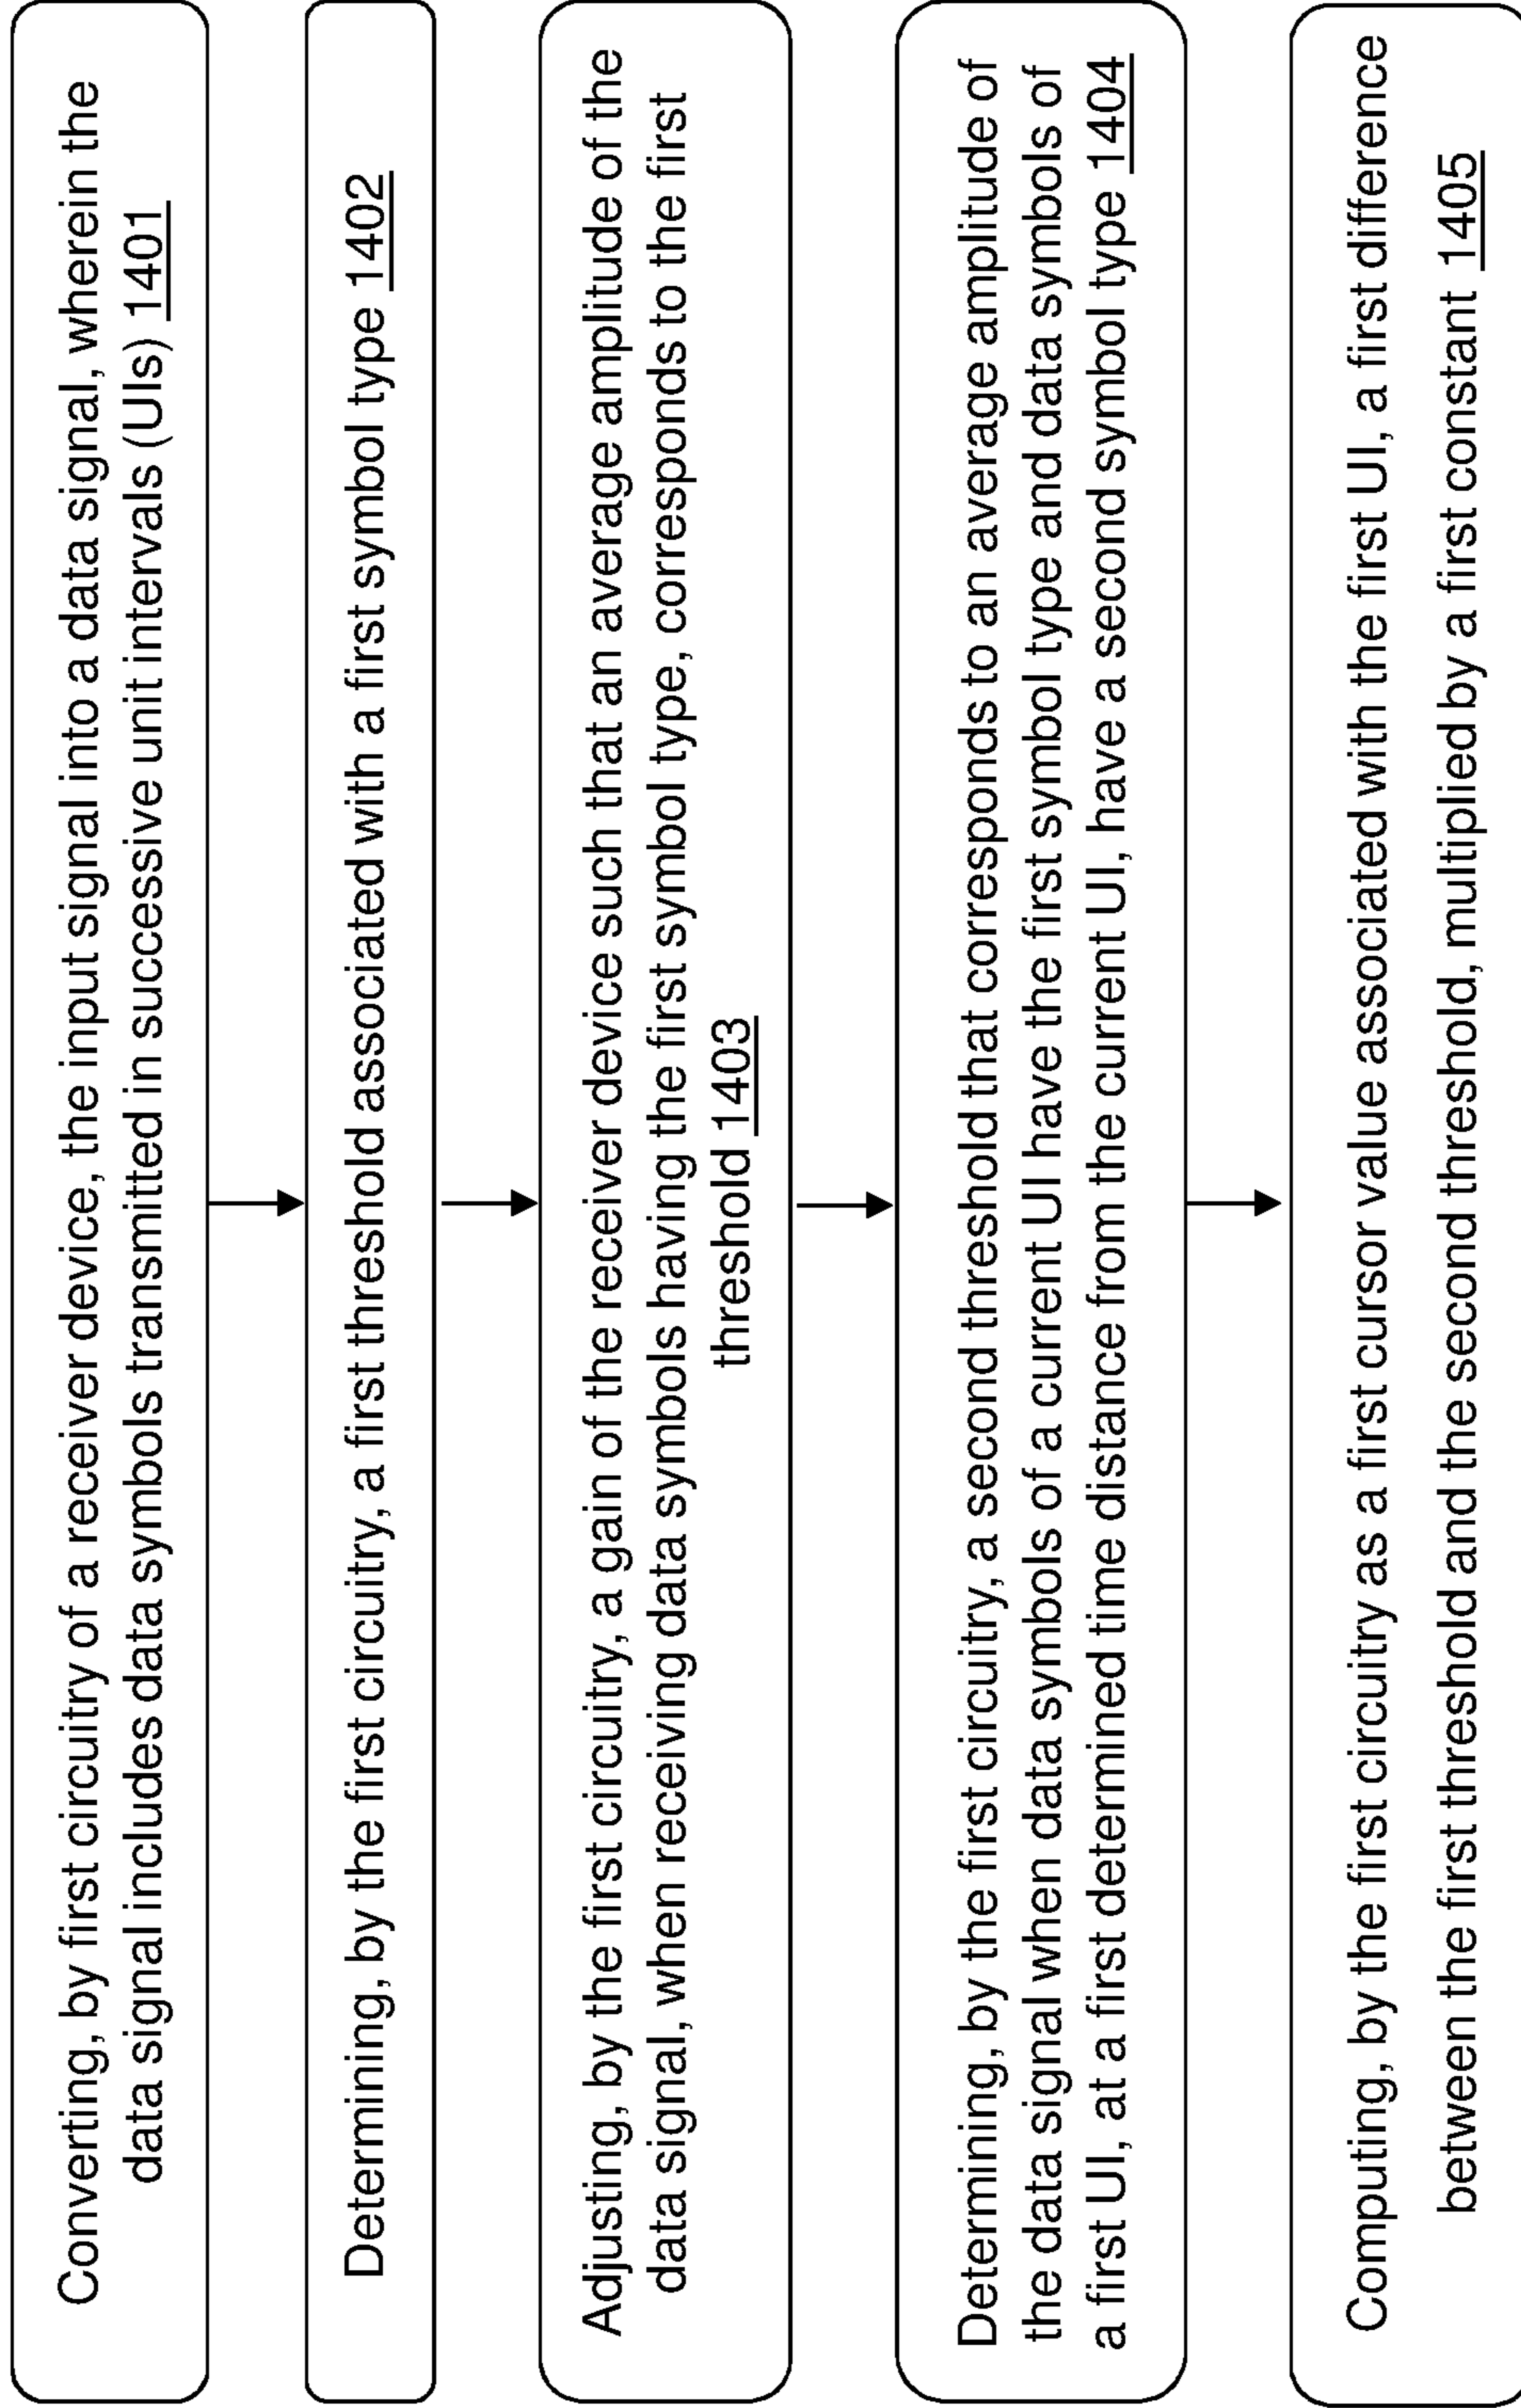 Converting, by first circuitry of a receiver device, the input signal into a data signal, wherein the
data signal includes data symbols transmitted in successive unit intervals (UIs) 1401
Determining, by the first circuitry, a first threshold associated with a first symbol type 1402
Adjusting, by the first circuitry, a gain of the receiver device such that an average amplitude of the
data signal, when receiving data symbols having the first symbol type, corresponds to the first
threshold 1403
Determining, by the first circuitry, a second threshold that corresponds to an average amplitude of
the data signal when data symbols of a current UI have the first symbol type and data symbols of
a first UI, at a first determined time distance from the current UI, have a second symbol type 1404
Computing, by the first circuitry as a first cursor value associated with the first UI, a first difference
between the first threshold and the second threshold, multiplied by a first constant 1405